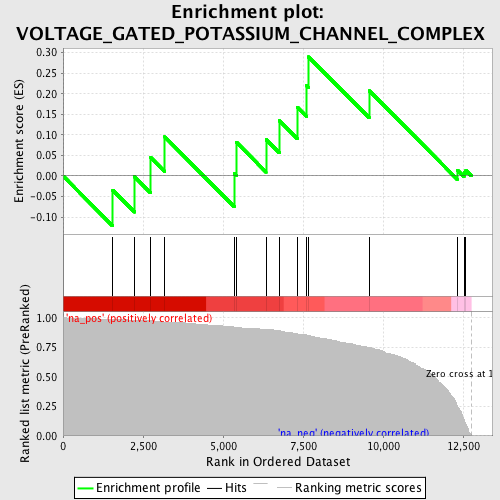 Enrichment plot:
VOLTAGE_GATED_POTASSIUM_CHANNEL_COMPLEX
Enrichment score (ES)
0.30
0.25
0.20
0.15
0.10
0.05
0.00
-0.05
-0.10
Ranked list metric (PreRanked)
1.00
0.75
0.50
0.25
0.00
'na_pos' (positively correlated)
Zero cross at 1
'na_neg' (negatively correlated)
0
2,500
5,000
7,500
10,000
12,500
Rank in Ordered Dataset
Enrichment profile
Hits
Ranking metric scores